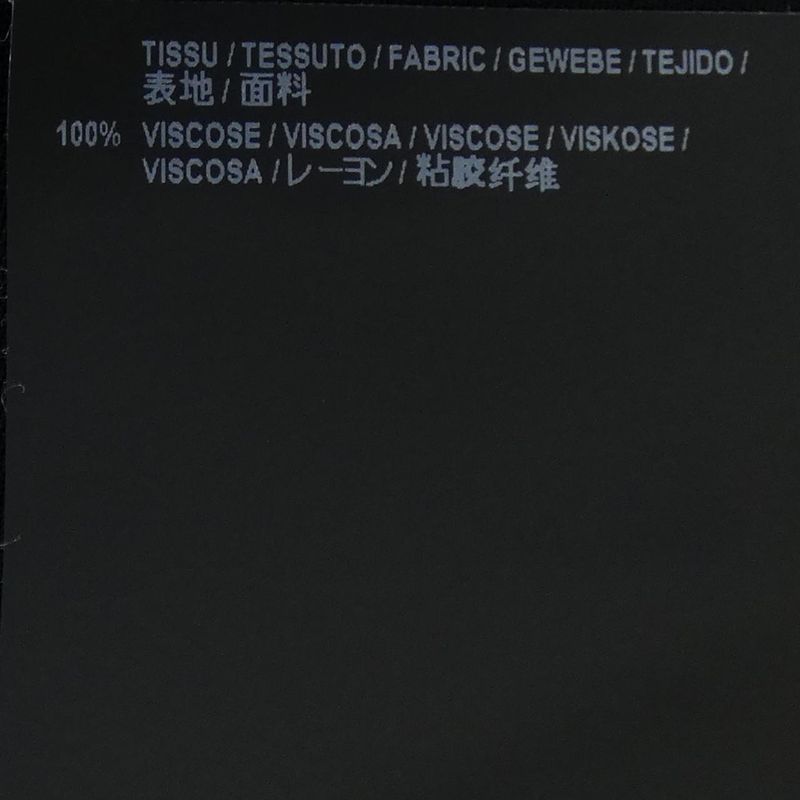 TISSU / TESSUTO / FABRIC / GEWEBE / TEJIDO /
表地 / 面料
100% VISCOSE / VISCOSA / VISCOSE / VISKOSE /
VISCOSA / レーヨン / 粘胶纤维